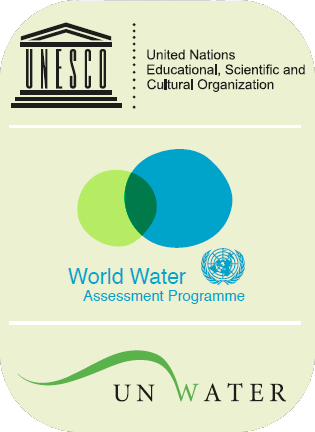 UNESCO
United Nations
Educational, Scientific and
Cultural Organization
World Water
Assessment Programme
UN WATER